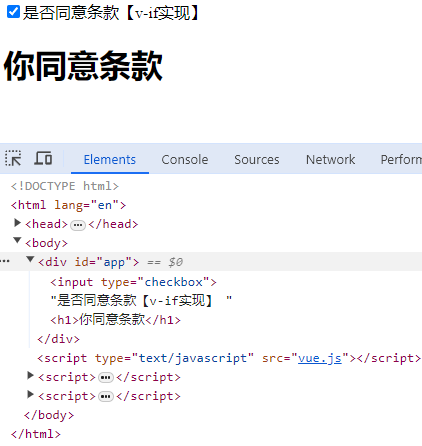 是否同意条款【v-if实现】
你同意条款
Elements Console Sources Network Perform
<!DOCTYPE html>
<html lang="en">
<head>…</head>
<body>
… <div id="app"> == $0
<input type="checkbox">
"是否同意条款【v-if实现】 "
<h1>你同意条款</h1>
</div>
<script type="text/javascript" src="vue.js"></script>
<script>…</script>
<script>…</script>
</body>
</html>